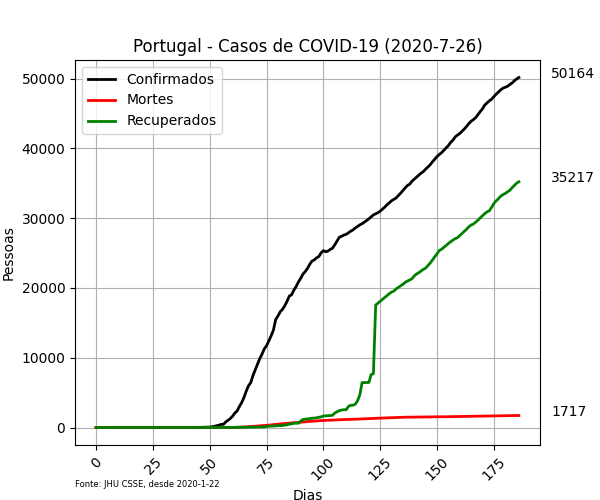 Portugal - Casos de COVID-19 (2020-7-26)
Confirmados
Mortes
Recuperados
50164
35217
1717
50000
40000
30000
20000
10000
0
Pessoas
0 25 50 75 100 125 150 175
Dias
Fonte: JHU CSSE, desde 2020-1-22